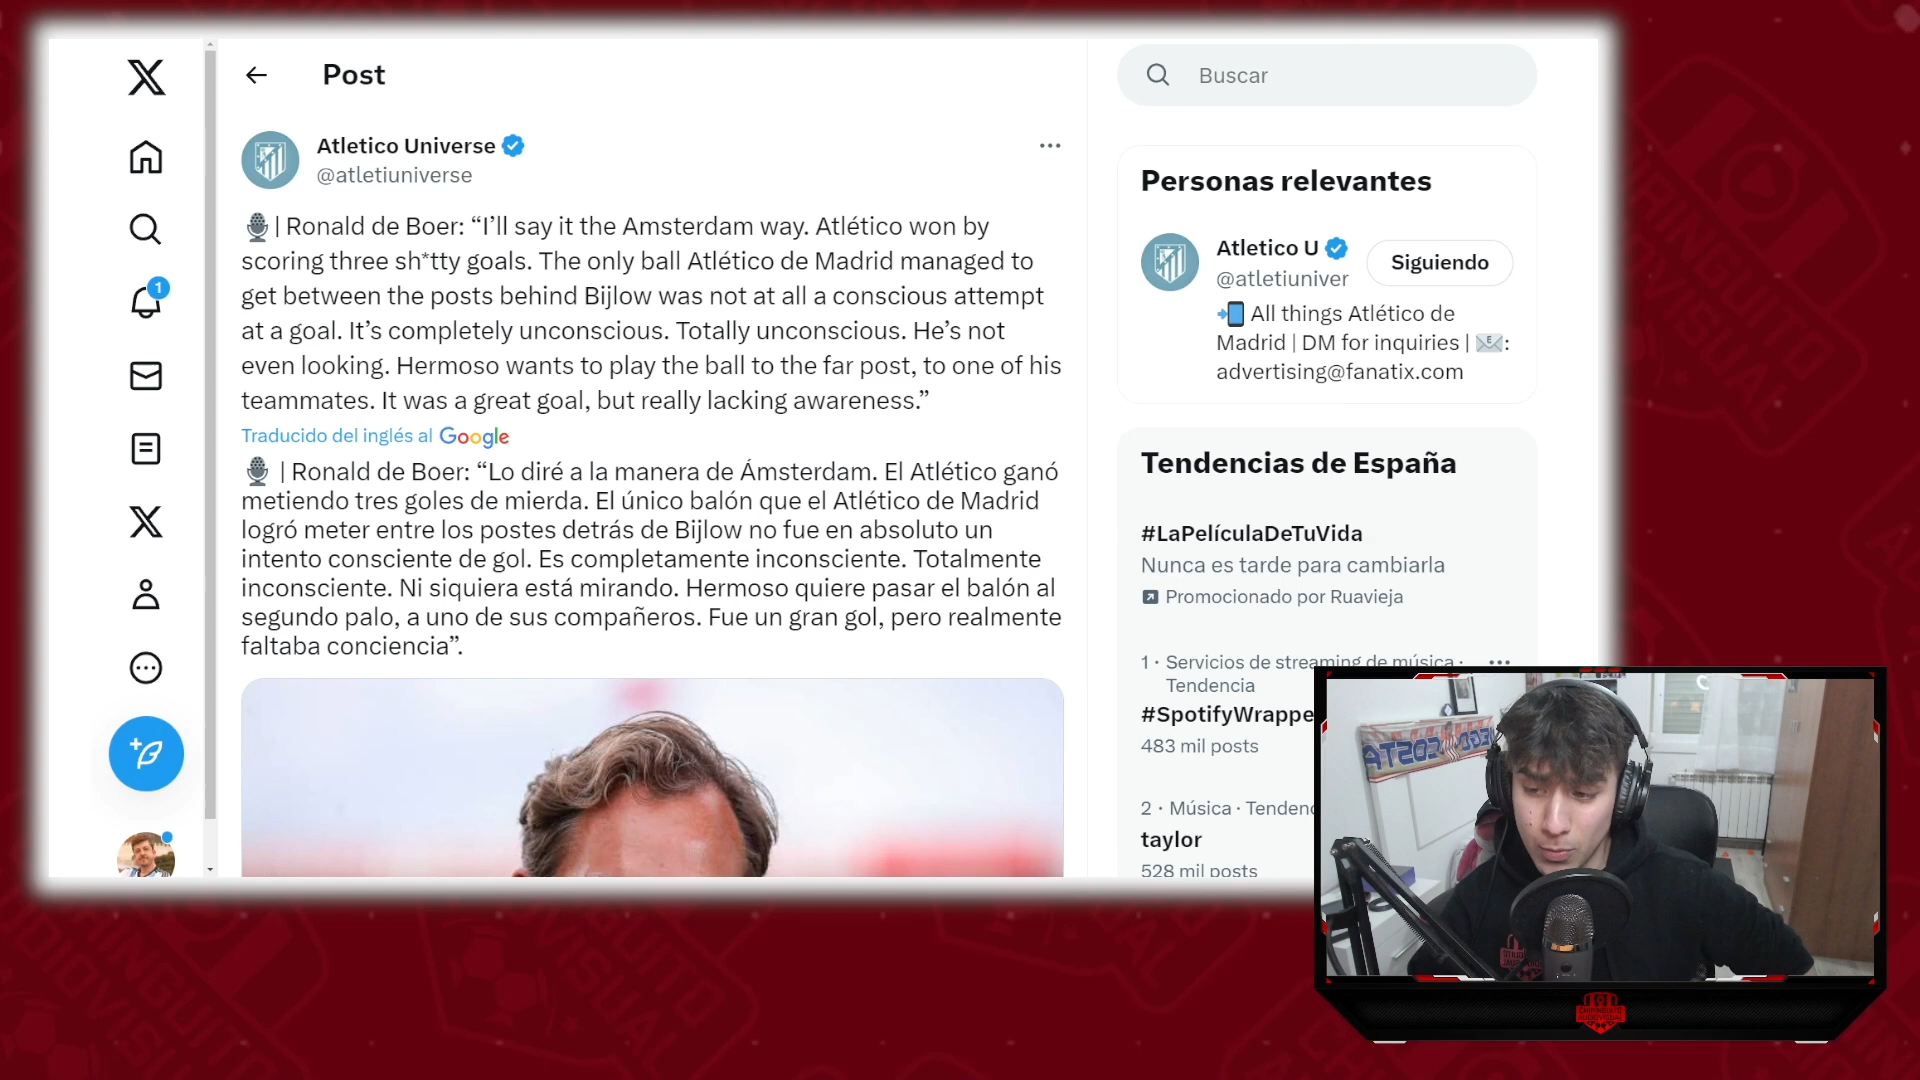 Post
Buscar
Atletico Universe
@atletiuniverse
| Ronald de Boer: “I’ll say it the Amsterdam way. Atlético won by
scoring three sh*tty goals. The only ball Atlético de Madrid managed to
get between the posts behind Bijlow was not at all a conscious attempt
at a goal. It’s completely unconscious. Totally unconscious. He’s not
even looking. Hermoso wants to play the ball to the far post, to one of his
teammates. It was a great goal, but really lacking awareness.”
Traducido del inglés al Google
| Ronald de Boer: “Lo diré a la manera de Ámsterdam. El Atlético ganó
metiendo tres goles de mierda. El único balón que el Atlético de Madrid
logró meter entre los postes detrás de Bijlow no fue en absoluto un
intento consciente de gol. Es completamente inconsciente. Totalmente
inconsciente. Ni siquiera está mirando. Hermoso quiere pasar el balón al
segundo palo, a uno de sus compañeros. Fue un gran gol, pero realmente
faltaba conciencia”.
1
Personas relevantes
Atletico U
@atletiuniver
Siguiendo
All things Atlético de
Madrid | DM for inquiries | :
advertising@fanatix.com
Tendencias de España
#LaPelículaDeTuVida
Nunca es tarde para cambiarla
Promocionado por Ruavieja
1 · Servicios de streaming de música ·
Tendencia
#SpotifyWrappe
483 mil posts
2 · Música · Tendenc
taylor
528 mil posts
CHIRINGUITO
AUDIOVISUAL